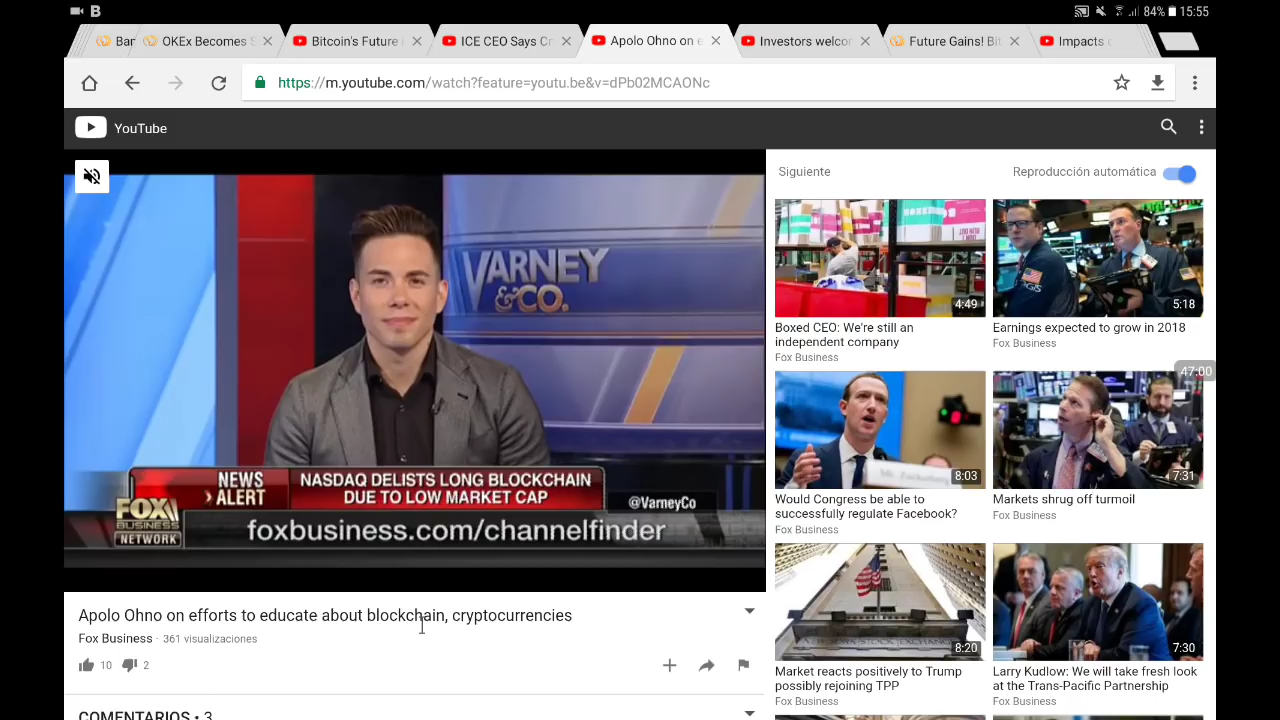 B
84% 15:55
Bar
OKEx Becomes S
Bitcoin's Future
ICE CEO Says Cr
Apolo Ohno on e
Investors welcor
Future Gains! Bit
Impacts
https://m.youtube.com/watch?feature=youtu.be&v=dPb02MCAONc
YouTube
VARNEY
&CO.
NEWS
ALERT
NASDAQ DELISTS LONG BLOCKCHAIN
DUE TO LOW MARKET CAP
@VarneyCo
FOX
BUSINESS
NETWORK
foxbusiness.com/channelfinder
Apolo Ohno on efforts to educate about blockchain, cryptocurrencies
Fox Business · 361 visualizaciones
10 2
COMENTARIOS • 3
Siguiente
Reproducción automática
4:49
Boxed CEO: We're still an
independent company
Fox Business
5:18
Earnings expected to grow in 2018
Fox Business
47:00
8:03
Would Congress be able to
successfully regulate Facebook?
Fox Business
7:31
Markets shrug off turmoil
Fox Business
8:20
Market reacts positively to Trump
possibly rejoining TPP
Fox Business
7:30
Larry Kudlow: We will take fresh look
at the Trans-Pacific Partnership
Fox Business